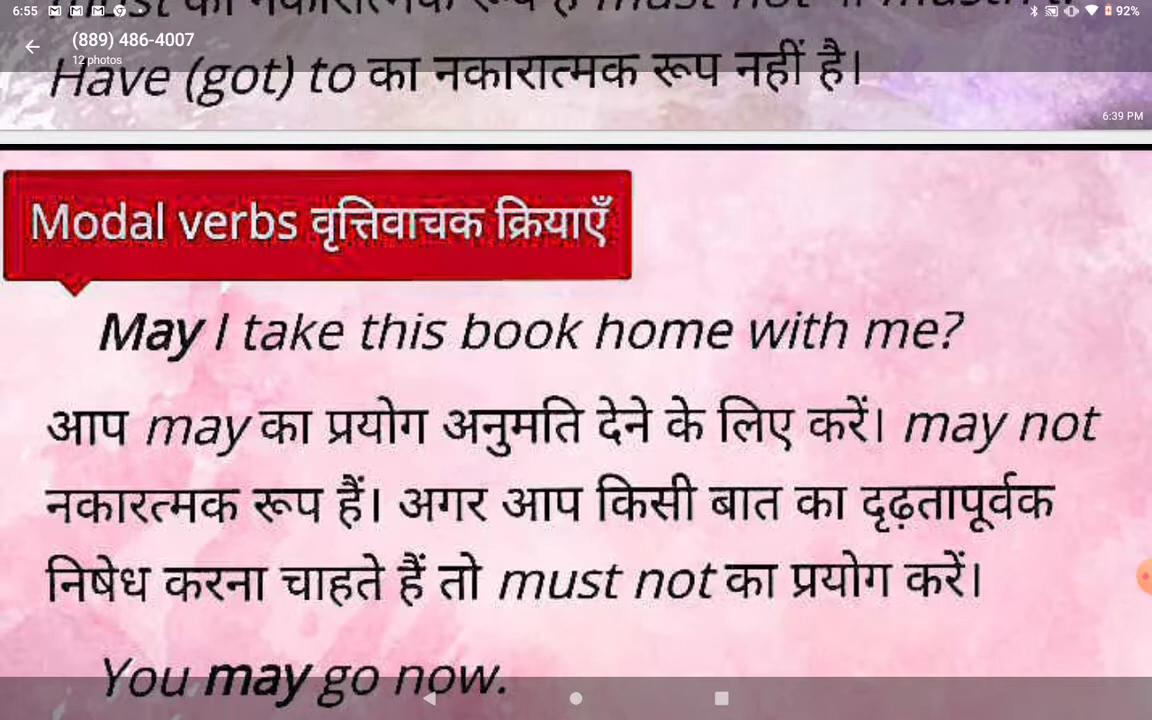 6:55 92%
(889) 486-4007
12 photos
Have (got) to का नकारात्मक रूप नहीं है।
6:39 PM
Modal verbs वृत्तिवाचक क्रियाएँ
May I take this book home with me?
आप may का प्रयोग अनुमति देने के लिए करें। may not
नकारत्मक रूप हैं। अगर आप किसी बात का दृढ़तापूर्वक
निषेध करना चाहते हैं तो must not का प्रयोग करें।
You may go now.